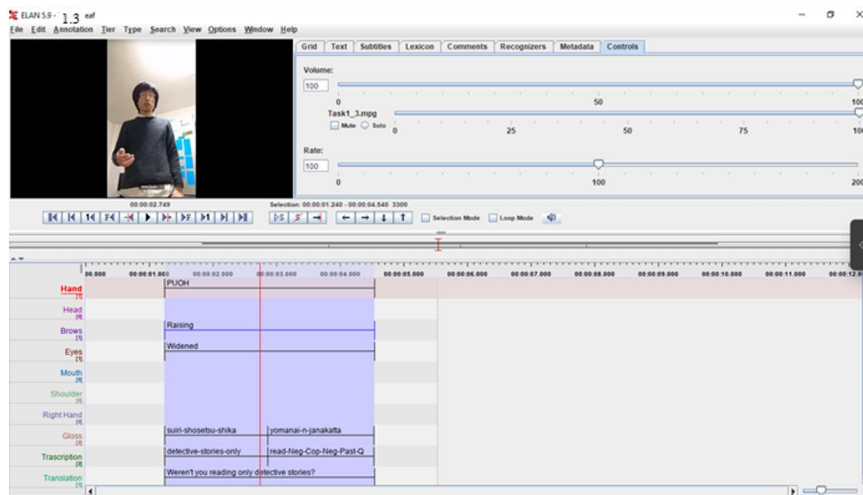 ELAN 5.9 - 1.3 eaf
File Edit Annotation Tier Type Search View Options Window Help
Grid Text Subtitles Lexicon Comments Recognizers Metadata Controls
Volume:
100
0 50 100
Task1_3.mpg
Mute Solo 0 25 50 75 100
Rate:
100
0 100 200
00:00:02.749 Selection: 00:00:01.240 - 00:00:04.540 3300
Selection Mode Loop Mode
00.000 00:00:01.000 00:00:02.000 00:00:03.000 00:00:04.000 00:00:05.000 00:00:06.000 00:00:07.000 00:00:08.000 00:00:09.000 00:00:10.000 00:00:11.000 00:00:12.0
Hand PUOH
Head
Brows Raising
Eyes Widened
Mouth
Shoulder
Right Hand
Gloss suiri-shosetsu-shika yomanai-n-janakatta
Trascription detective-stories-only read-Neg-Cop-Neg-Past-Q
Translation Weren't you reading only detective stories?